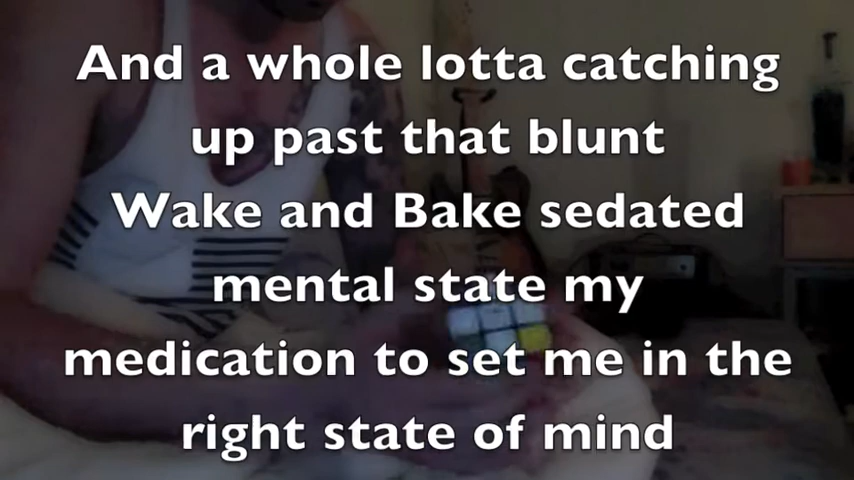 And a whole lotta catching
up past that blunt
Wake and Bake sedated
mental state my
medication to set me in the
right state of mind